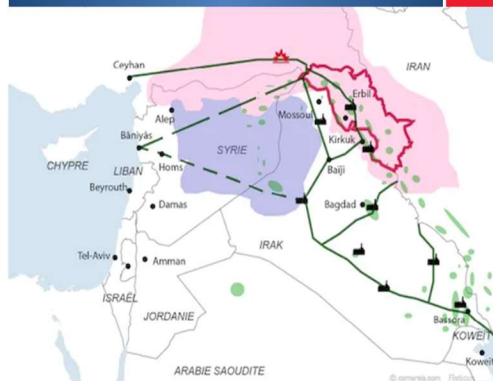 Ceyhan
IRAN
Erbil
Alep
Mossoul
Bâniyâs
SYRIE
Kirkuk
CHYPRE
LIBAN
Homs
Baïji
Beyrouth
Damas
Bagdad
IRAK
Tel-Aviv
Amman
ISRAËL
JORDANIE
Bassora
KOWEIT
Koweit
ARABIE SAOUDITE